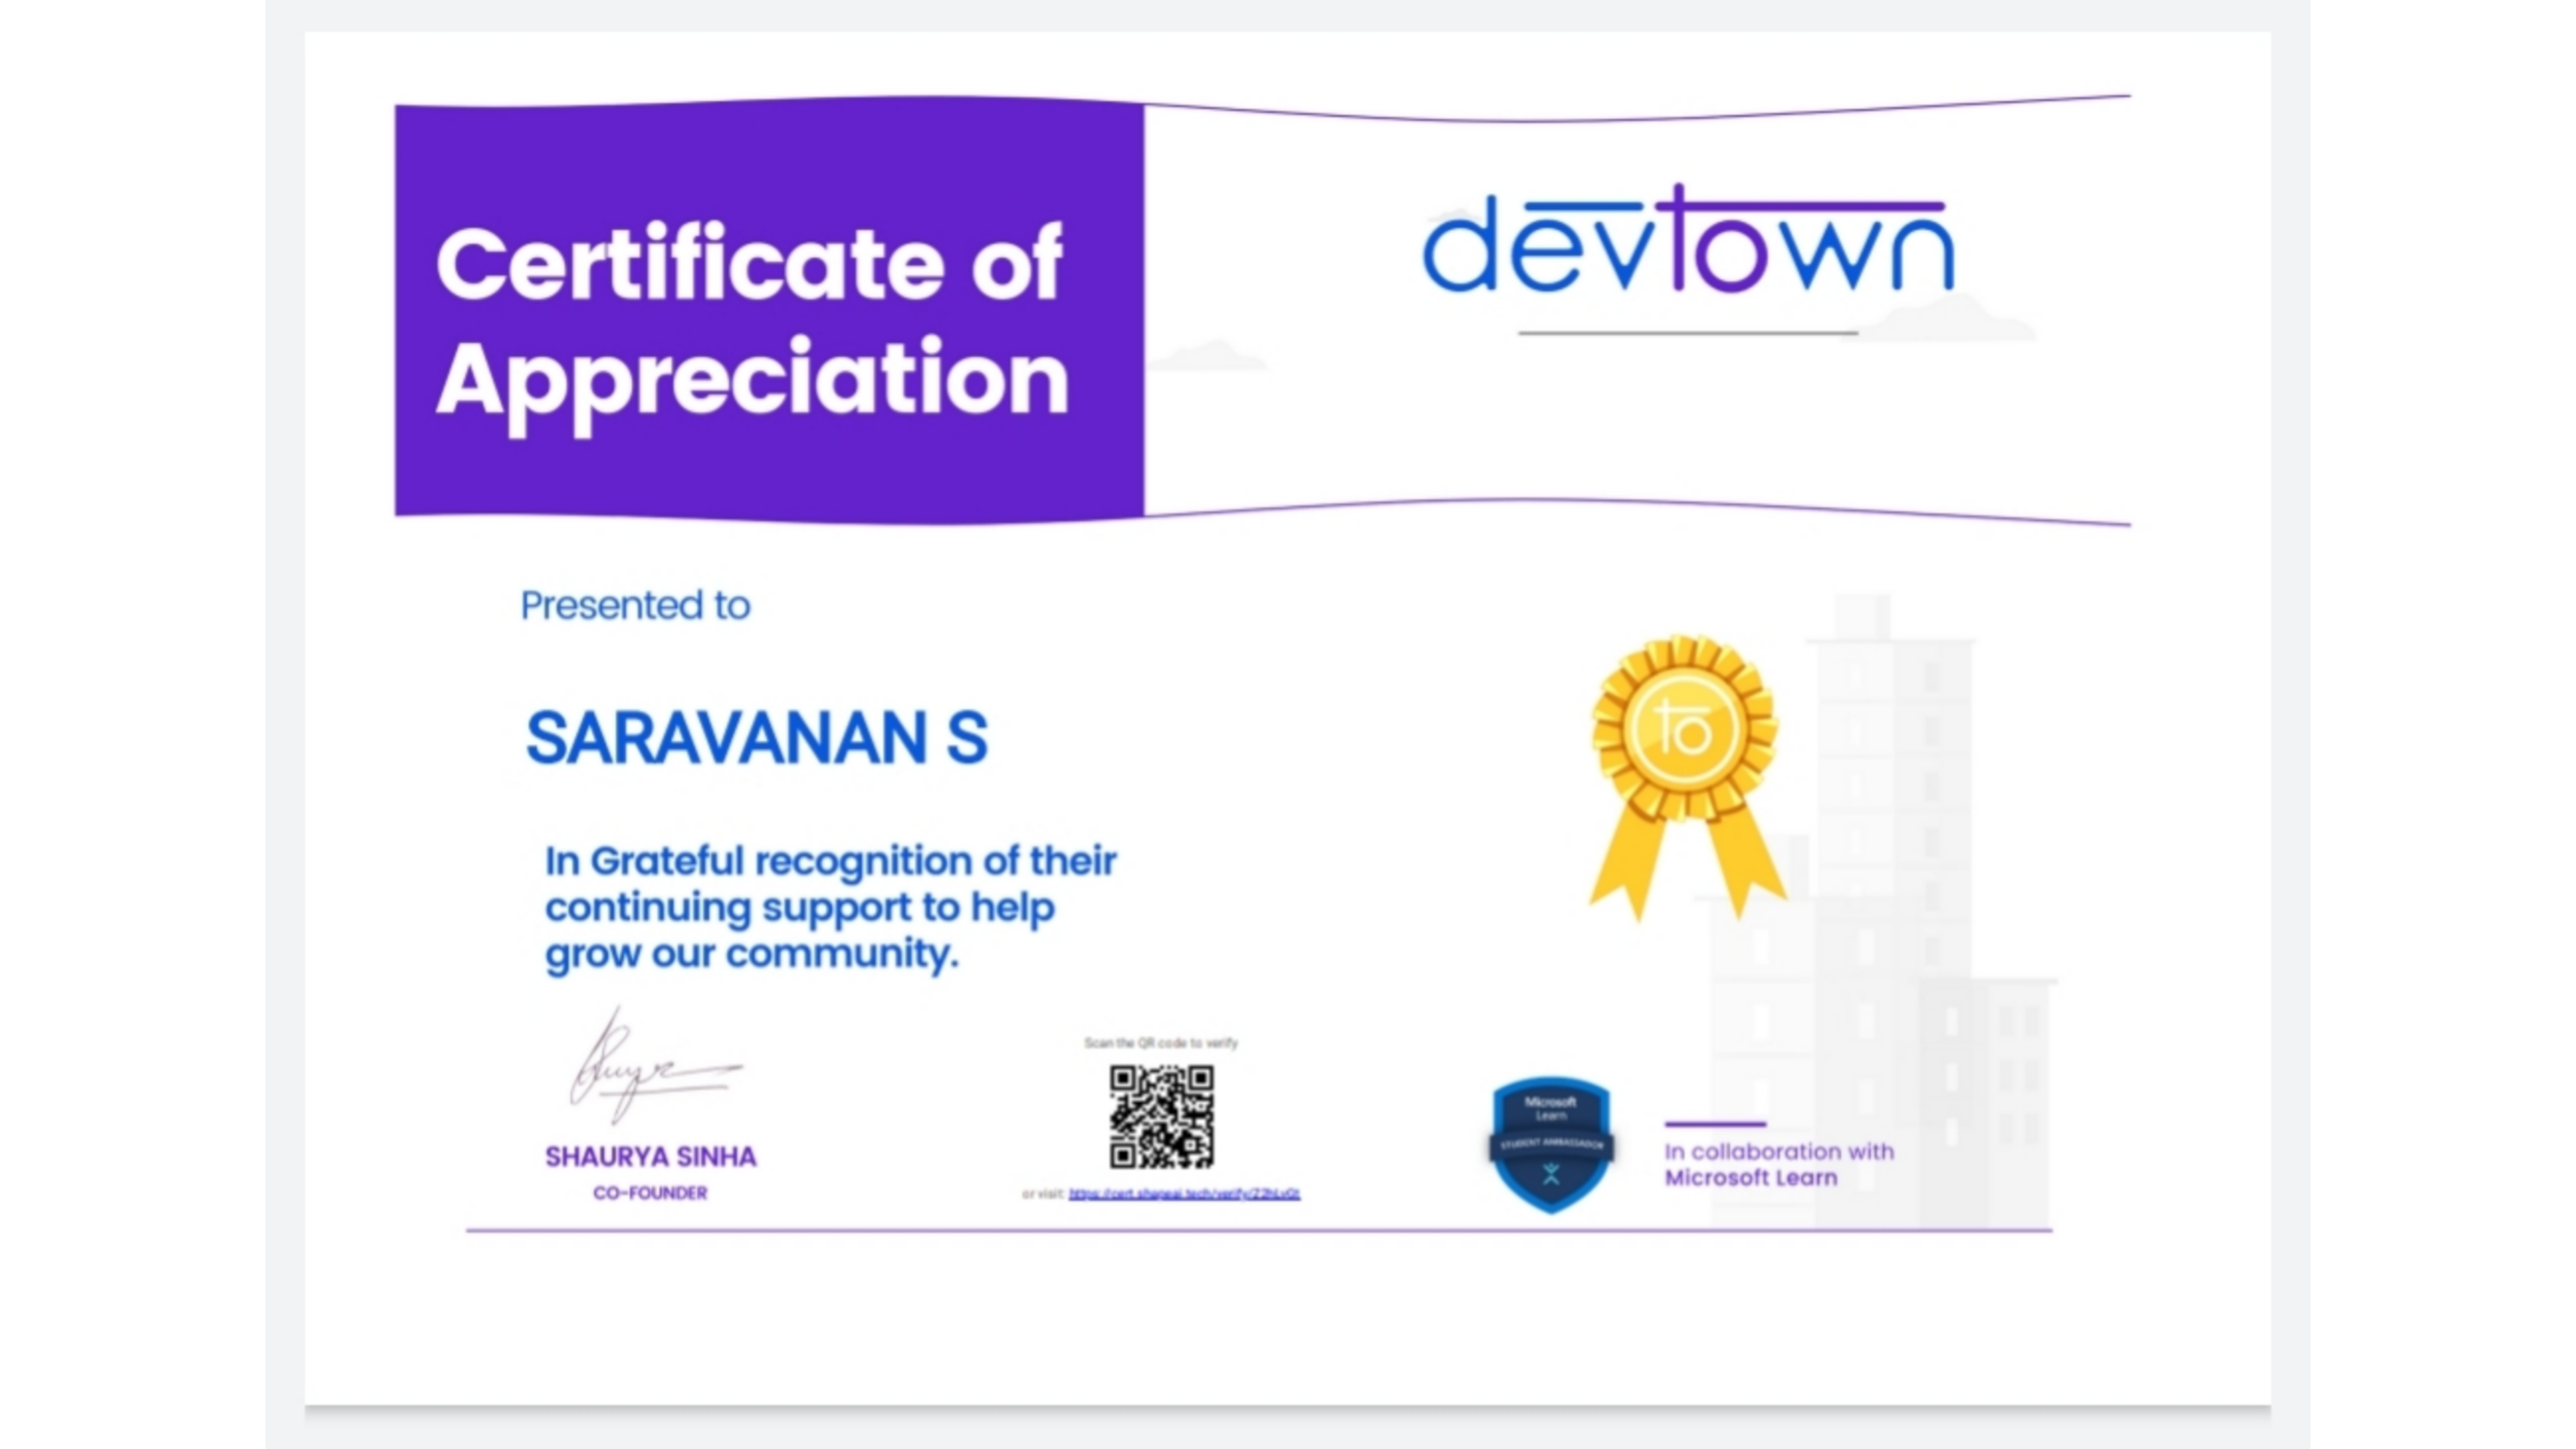 Certificate of
Appreciation
devtown
Presented to
SARAVANAN S
to
In Grateful recognition of their
continuing support to help
grow our community.
Scan the QR code to verify
SHAURYA SINHA
CO-FOUNDER
or visit:
Microsoft
Learn
STUDENT AMBASSADOR
In collaboration with
Microsoft Learn